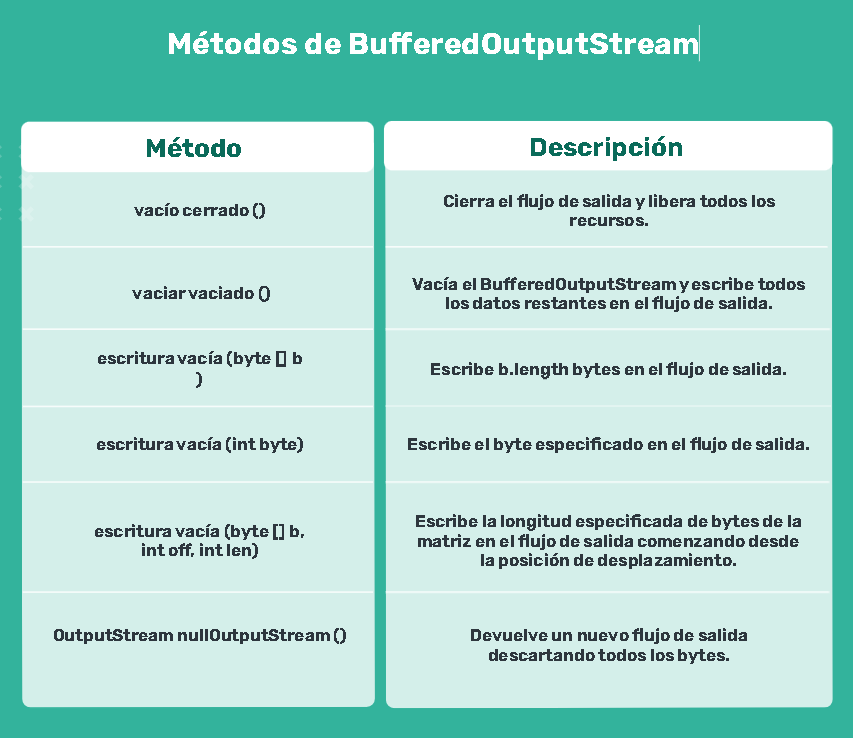 Métodos de BufferedOutputStream
Método
Descripción
vacío cerrado ()
Cierra el flujo de salida y libera todos los
recursos.
vaciar vaciado ()
Vacía el BufferedOutputStream y escribe todos
los datos restantes en el flujo de salida.
escritura vacía (byte [] b
)
Escribe b.length bytes en el flujo de salida.
escritura vacía (int byte)
Escribe el byte especificado en el flujo de salida.
escritura vacía (byte [] b,
int off, int len)
Escribe la longitud especificada de bytes de la
matriz en el flujo de salida comenzando desde
la posición de desplazamiento.
OutputStream nullOutputStream ()
Devuelve un nuevo flujo de salida
descartando todos los bytes.